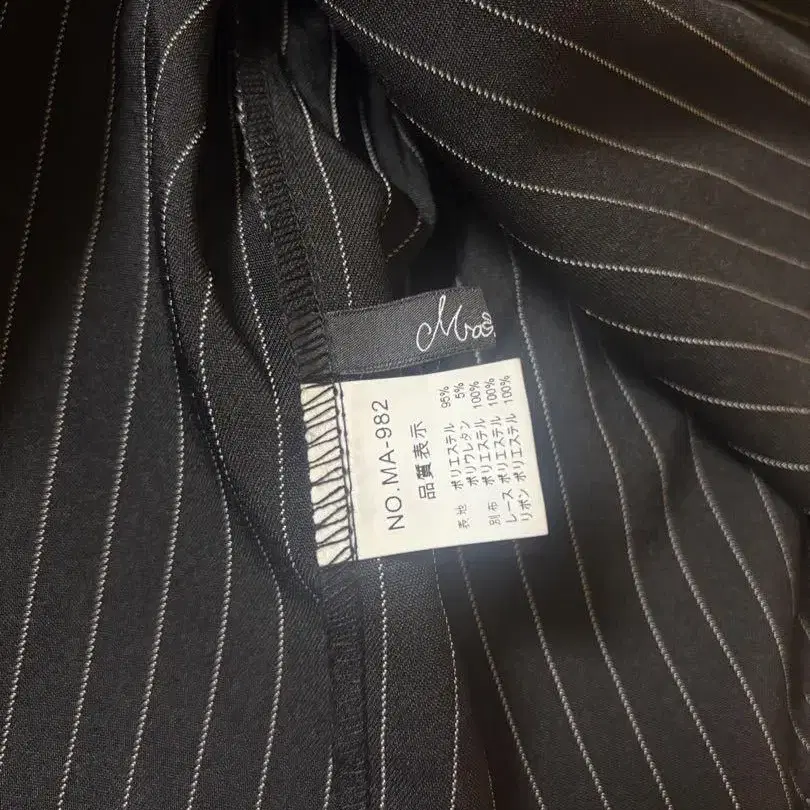 NO.MA-982
品質表示
表地 ポリエステル 95%
ポリウレタン 5%
別布 ポリエステル 100%
レース ポリエステル 100%
リボン ポリエステル 100%